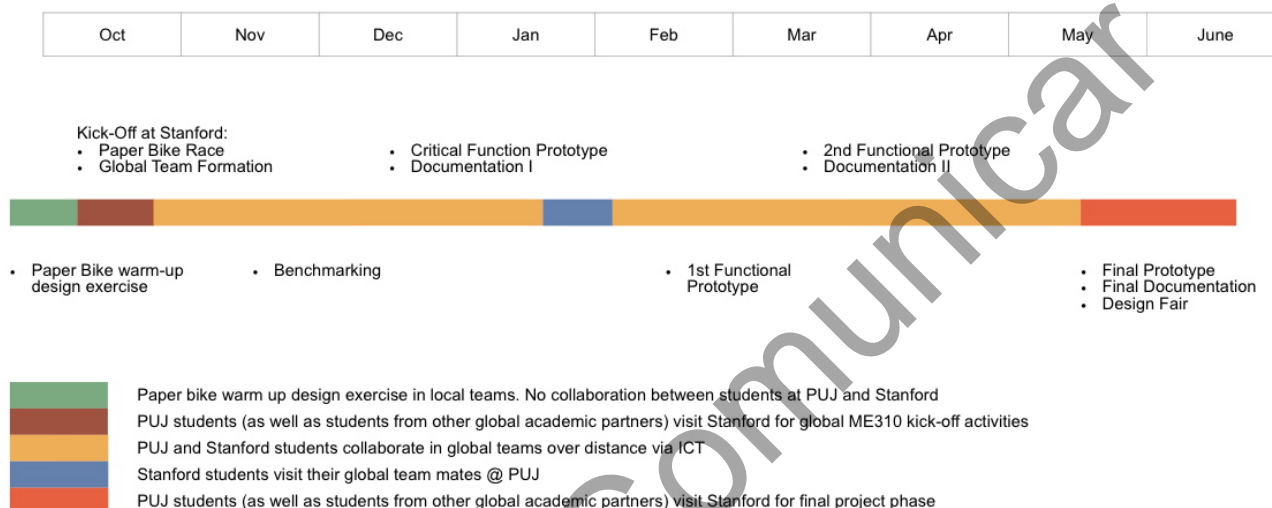 Oct Nov Dec Jan Feb Mar Apr May June
Kick-Off at Stanford:
• Paper Bike Race
• Global Team Formation
• Critical Function Prototype
• Documentation I
• 2nd Functional Prototype
• Documentation II
• Paper Bike warm-up
design exercise
• Benchmarking
• 1st Functional
Prototype
• Final Prototype
• Final Documentation
• Design Fair
Paper bike warm up design exercise in local teams. No collaboration between students at PUJ and Stanford
PUJ students (as well as students from other global academic partners) visit Stanford for global ME310 kick-off activities
PUJ and Stanford students collaborate in global teams over distance via ICT
Stanford students visit their global team mates @ PUJ
PUJ students (as well as students from other global academic partners) visit Stanford for final project phase
Comunicar